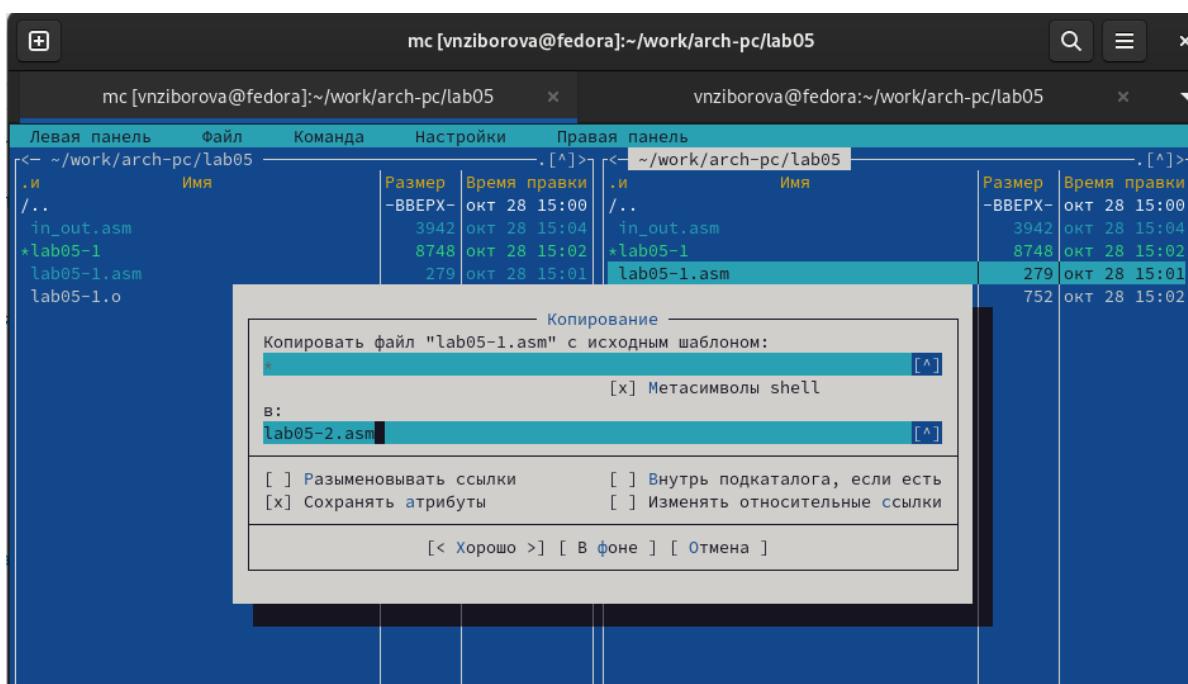 mc [vnziborova@fedora]:~/work/arch-pc/lab05
mc [vnziborova@fedora]:~/work/arch-pc/lab05 × vnziborova@fedora:~/work/arch-pc/lab05 ×
Левая панель Файл Команда Настройки Правая панель
<— ~/work/arch-pc/lab05 .[^]> <— ~/work/arch-pc/lab05 .[^]>
.и Имя Размер Время правки .и Имя Размер Время правки
/.. -ВВЕРХ- окт 28 15:00 /.. -ВВЕРХ- окт 28 15:00
in_out.asm 3942 окт 28 15:04 in_out.asm 3942 окт 28 15:04
*lab05-1 8748 окт 28 15:02 *lab05-1 8748 окт 28 15:02
lab05-1.asm 279 окт 28 15:01 lab05-1.asm 279 окт 28 15:01
lab05-1.o 752 окт 28 15:02
Копирование
Копировать файл "lab05-1.asm" с исходным шаблоном:
* [^]
[x] Метасимволы shell
в:
lab05-2.asm [^]
[ ] Разыменовывать ссылки [ ] Внутрь подкаталога, если есть
[x] Сохранять атрибуты [ ] Изменять относительные ссылки
[< Хорошо >] [ В фоне ] [ Отмена ]